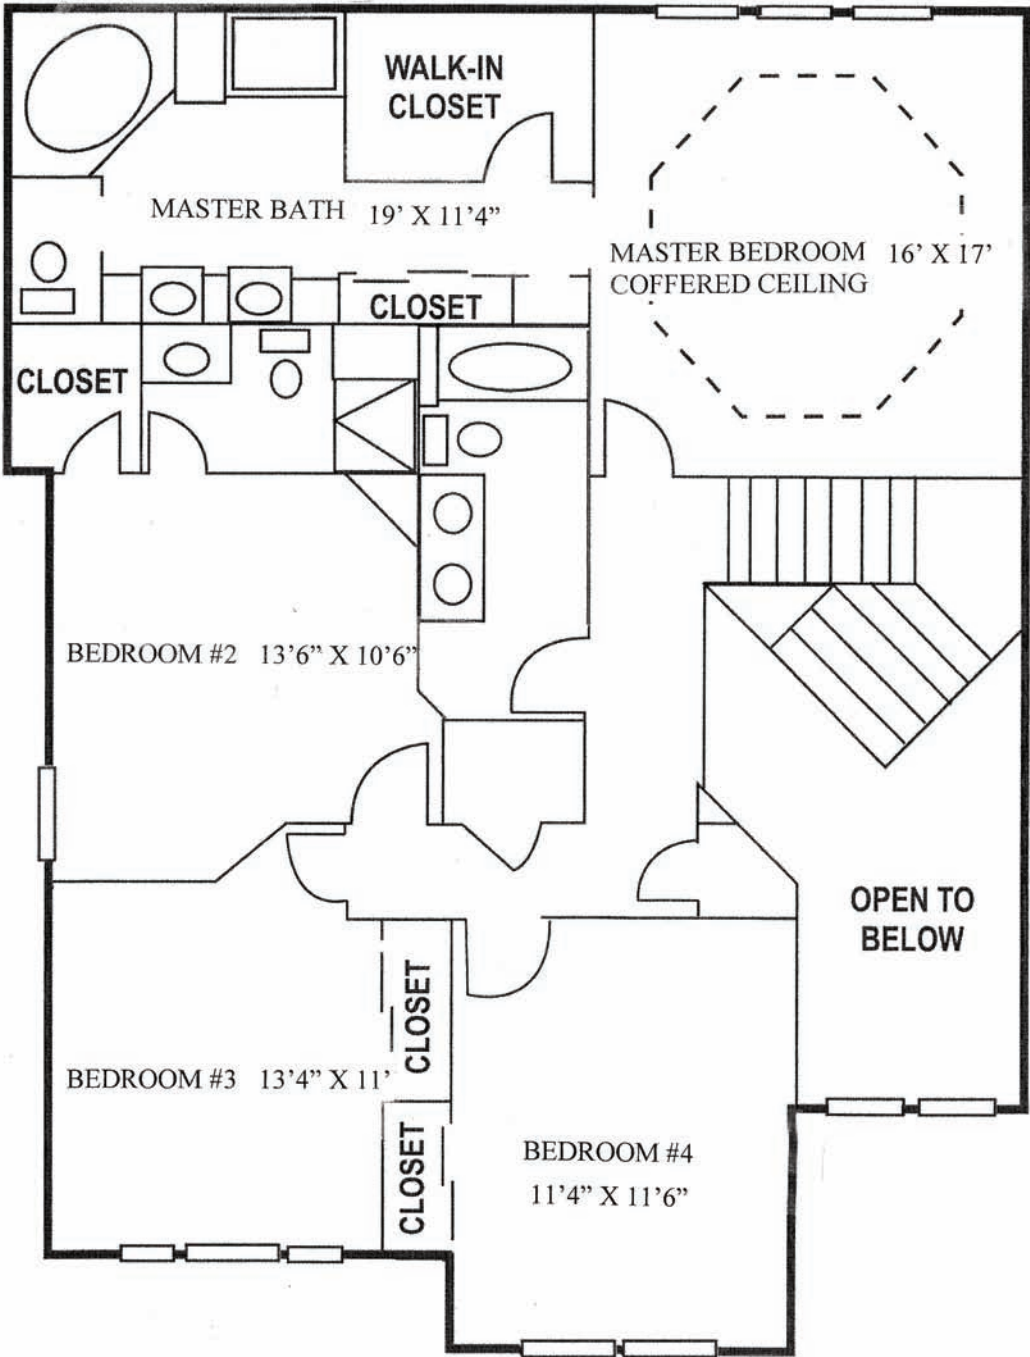 WALK-IN
CLOSET
MASTER BATH 19' X 11'4”
MASTER BEDROOM 16' X 17'
COFFERED CEILING
CLOSET
CLOSET
BEDROOM #2 13'6” X 10'6”
OPEN TO
BELOW
CLOSET
BEDROOM #3 13'4” X 11'
CLOSET
BEDROOM #4
11'4” X 11'6”